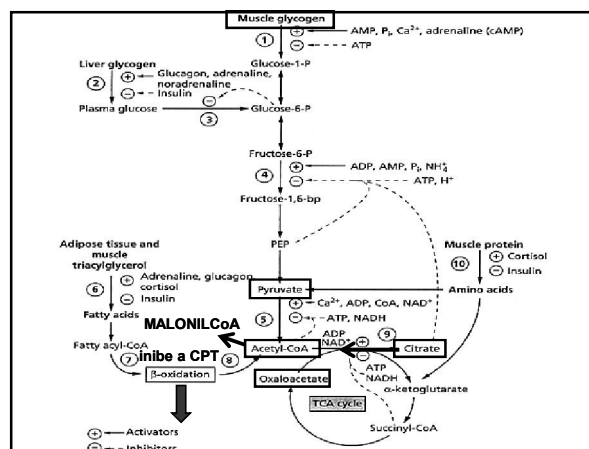 Muscle glycogen
① ⊕ AMP, Pi, Ca²⁺, adrenaline (cAMP)
⊖ ATP
Glucose-1-P
Liver glycogen
② ⊕ Glucagon, adrenaline,
noradrenaline
⊖ Insulin
Plasma glucose
⊖
③
Glucose-6-P
Fructose-6-P
④ ⊕ ADP, AMP, Pi, NH₄⁺
⊖ ATP, H⁺
Fructose-1,6-bp
PEP
Adipose tissue and
muscle
triacylglycerol
⑥ ⊕ Adrenaline, glucagon,
cortisol
⊖ Insulin
Fatty acids
Muscle protein
⑩ ⊕ Cortisol
⊖ Insulin
Amino acids
Pyruvate
⑤ ⊕ Ca²⁺, ADP, CoA, NAD⁺
⊖ ATP, NADH
MALONILCoA
Fatty acyl-CoA
⑦ inibe a CPT ⑧
β-oxidation
Acetyl-CoA
ADP
NAD⁺
⊕ ⑨
⊖
Citrate
Oxaloacetate
ATP
NADH
α-ketoglutarate
TCA cycle
Succinyl-CoA
⊕ Activators
⊖ Inhibitors